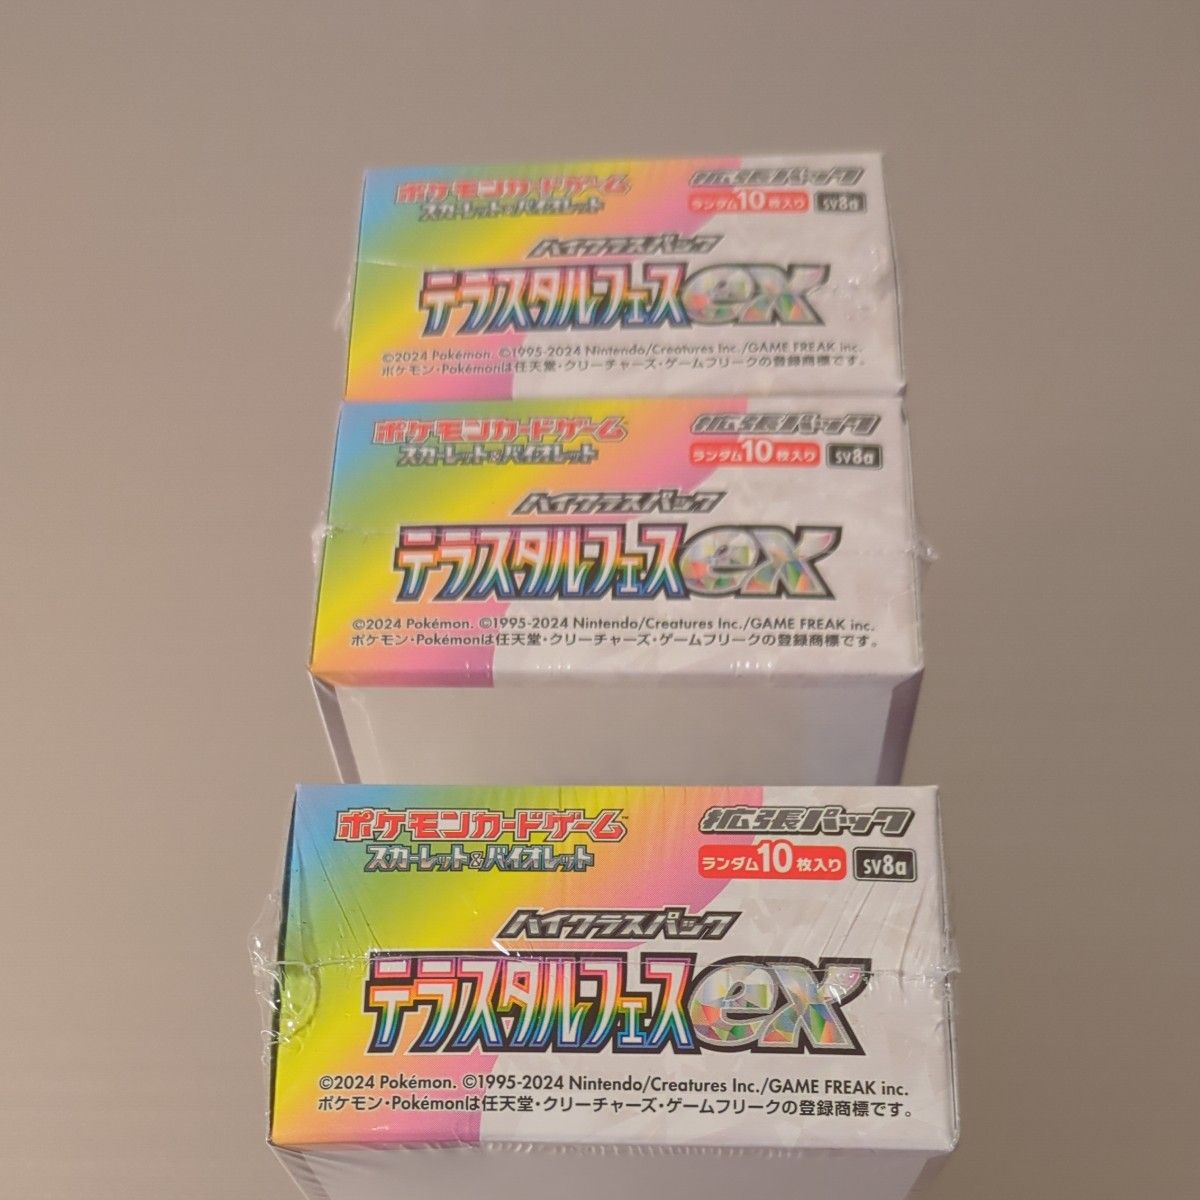 ポケモンカードゲーム
スカーレット&バイオレット
拡張パック
ランダム10枚入り sv8a
ハイクラスパック
テラスタルフェスex
©2024 Pokémon. ©1995-2024 Nintendo/Creatures Inc./GAME FREAK inc.
ポケモン・Pokémonは任天堂・クリーチャーズ・ゲームフリークの登録商標です。
ポケモンカードゲーム
スカーレット&バイオレット
拡張パック
ランダム10枚入り sv8a
ハイクラスパック
テラスタルフェスex
©2024 Pokémon. ©1995-2024 Nintendo/Creatures Inc./GAME FREAK inc.
ポケモン・Pokémonは任天堂・クリーチャーズ・ゲームフリークの登録商標です。
ポケモンカードゲーム™
スカーレット&バイオレット
拡張パック
ランダム10枚入り sv8a
ハイクラスパック
テラスタルフェスex
©2024 Pokémon. ©1995-2024 Nintendo/Creatures Inc./GAME FREAK inc.
ポケモン・Pokémonは任天堂・クリーチャーズ・ゲームフリークの登録商標です。